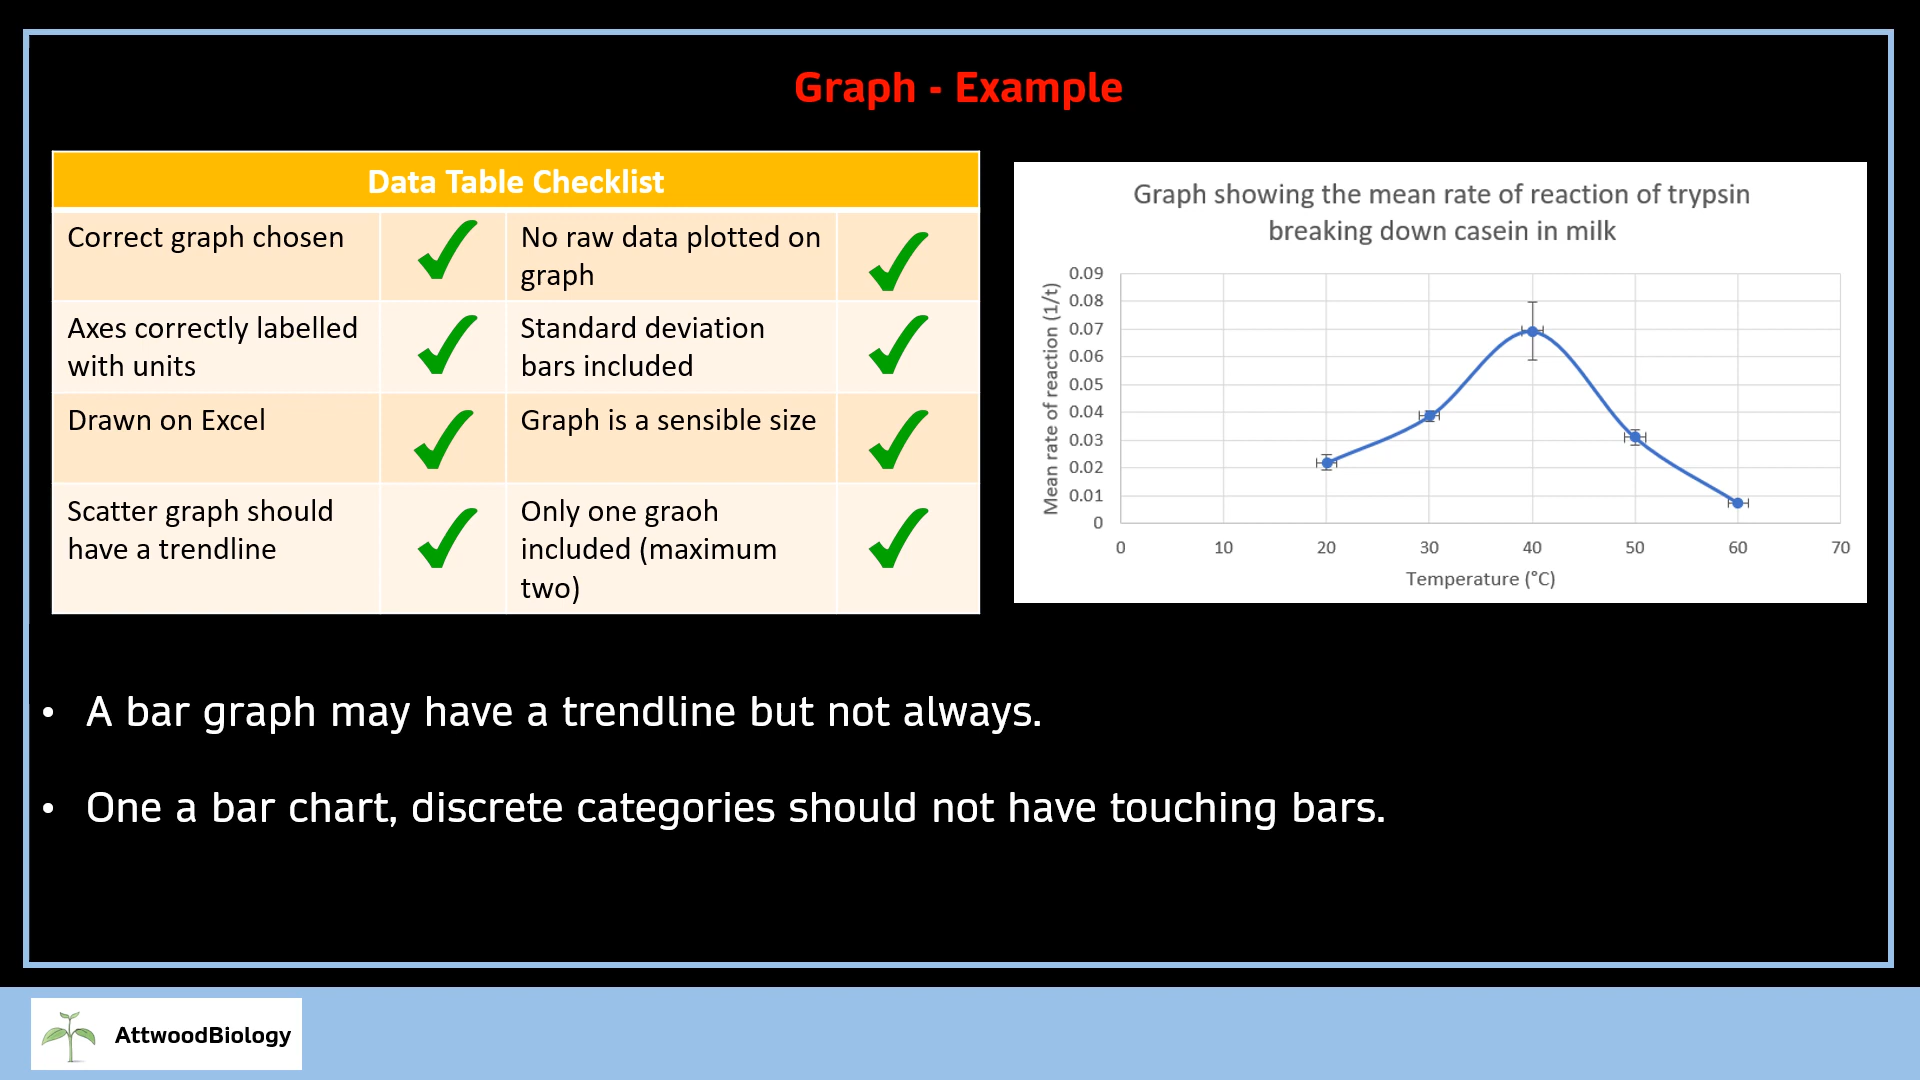 Graph - Example
Data Table Checklist
Correct graph chosen
No raw data plotted on
graph
Axes correctly labelled
with units
Standard deviation
bars included
Drawn on Excel
Graph is a sensible size
Scatter graph should
have a trendline
Only one graoh
included (maximum
two)
Graph showing the mean rate of reaction of trypsin
breaking down casein in milk
Mean rate of reaction (1/t)
0.09
0.08
0.07
0.06
0.05
0.04
0.03
0.02
0.01
0
0 10 20 30 40 50 60 70
Temperature (°C)
• A bar graph may have a trendline but not always.
• One a bar chart, discrete categories should not have touching bars.
AttwoodBiology